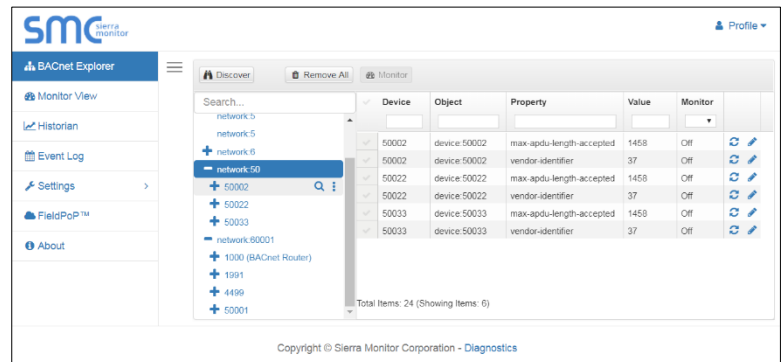 SMC sierra monitor
Profile
BACnet Explorer
Monitor View
Historian
Event Log
Settings
FieldPoP™
About
Discover Remove All Monitor
Search...
network:5
network:5
network:6
network:50
50002
50022
50033
network:60001
1000 (BACnet Router)
1991
4499
50001
Device Object Property Value Monitor
50002 device:50002 max-apdu-length-accepted 1458 Off
50002 device:50002 vendor-identifier 37 Off
50022 device:50022 max-apdu-length-accepted 1458 Off
50022 device:50022 vendor-identifier 37 Off
50033 device:50033 max-apdu-length-accepted 1458 Off
50033 device:50033 vendor-identifier 37 Off
Total Items: 24 (Showing Items: 6)
Copyright © Sierra Monitor Corporation - Diagnostics